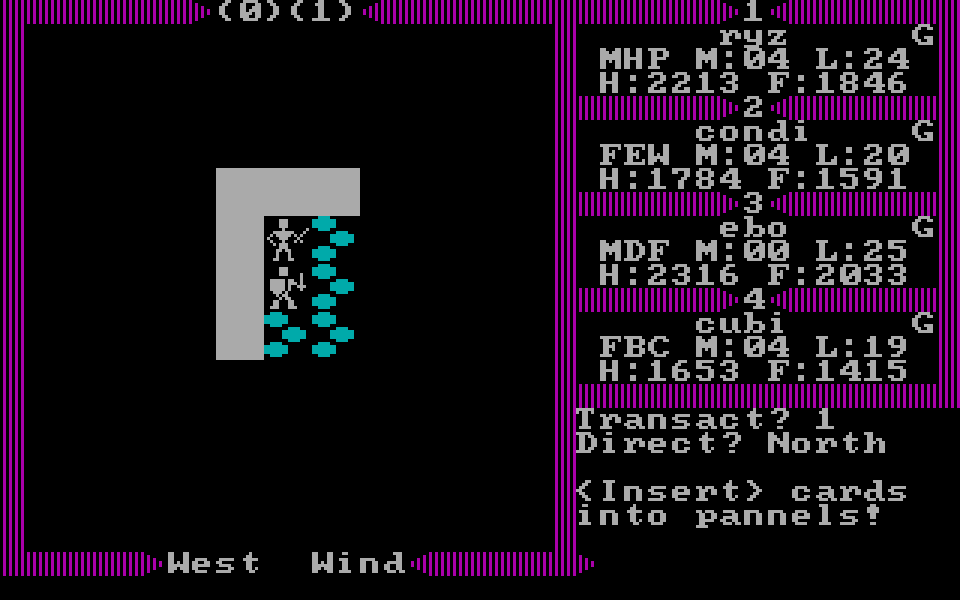 (0)(1)
West Wind
1
ryz G
MHP M:04 L:24
H:2213 F:1846
2
condi G
FEW M:04 L:20
H:1784 F:1591
3
ebo G
MDF M:00 L:25
H:2316 F:2033
4
cubi G
FBC M:04 L:19
H:1653 F:1415
Transact? 1
Direct? North
<Insert> cards
into pannels!